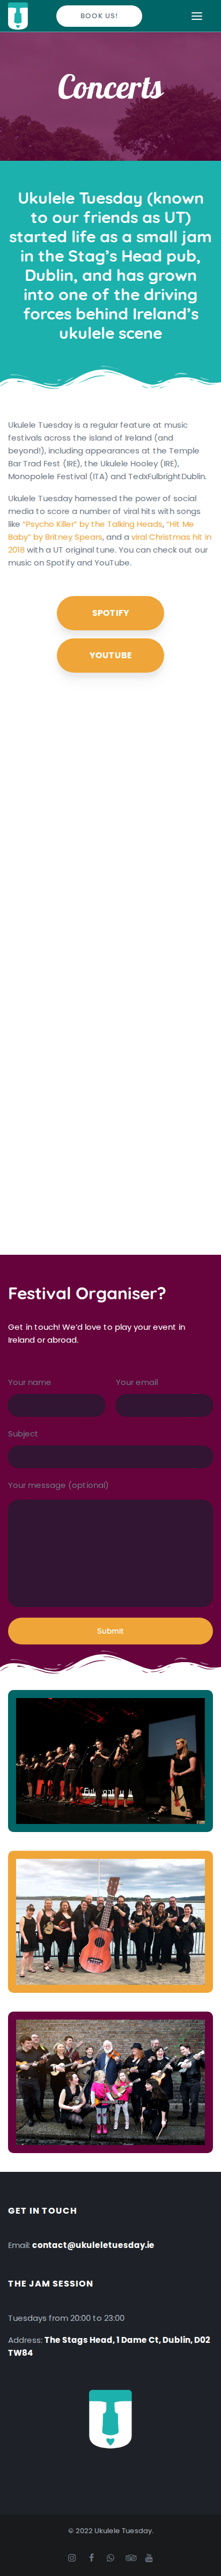 BOOK US!
Concerts
Ukulele Tuesday (known
to our friends as UT)
started life as a small jam
in the Stag’s Head pub,
Dublin, and has grown
into one of the driving
forces behind Ireland’s
ukulele scene
Ukulele Tuesday is a regular feature at music
festivals across the island of Ireland (and
beyond!), including appearances at the Temple
Bar Trad Fest (IRE), the Ukulele Hooley (IRE),
Monopole Festival (ITA) and TedxFulbrightDublin.
Ukulele Tuesday harnessed the power of social
media to score a number of viral hits with songs
like “Psycho Killer” by the Talking Heads, “Hit Me
Baby” by Britney Spears, and a viral Christmas hit in
2018 with a UT original tune. You can check out our
music on Spotify and YouTube.
SPOTIFY
YOUTUBE
Festival Organiser?
Get in touch! We’d love to play your event in
Ireland or abroad.
Your name
Your email
Subject
Your message (optional)
Submit
GET IN TOUCH
Email: contact@ukuleletuesday.ie
THE JAM SESSION
Tuesdays from 20:00 to 23:00
Address: The Stags Head, 1 Dame Ct, Dublin, D02
TW84
© 2022 Ukulele Tuesday.